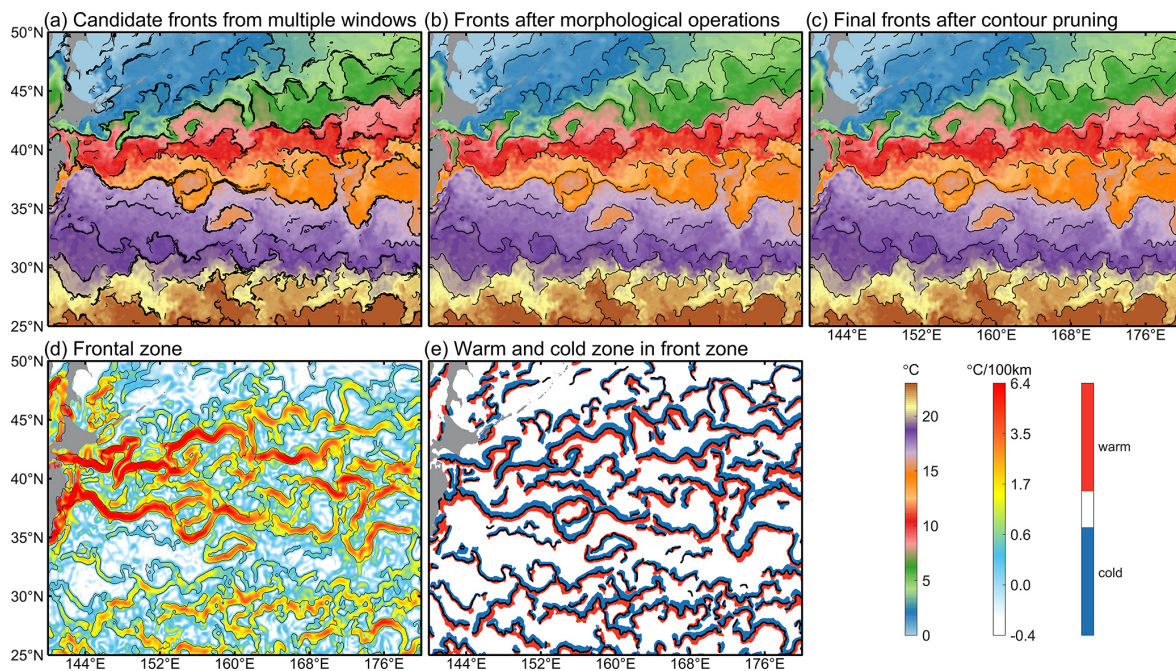 (a) Candidate fronts from multiple windows
(b) Fronts after morphological operations
(c) Final fronts after contour pruning
50°N
45°N
40°N
35°N
30°N
25°N
144°E 152°E 160°E 168°E 176°E
(d) Frontal zone
(e) Warm and cold zone in front zone
50°N
45°N
40°N
35°N
30°N
25°N
144°E 152°E 160°E 168°E 176°E
144°E 152°E 160°E 168°E 176°E
°C
20
15
10
5
0
°C/100km
6.4
3.5
1.7
0.6
0.0
-0.4
warm
cold